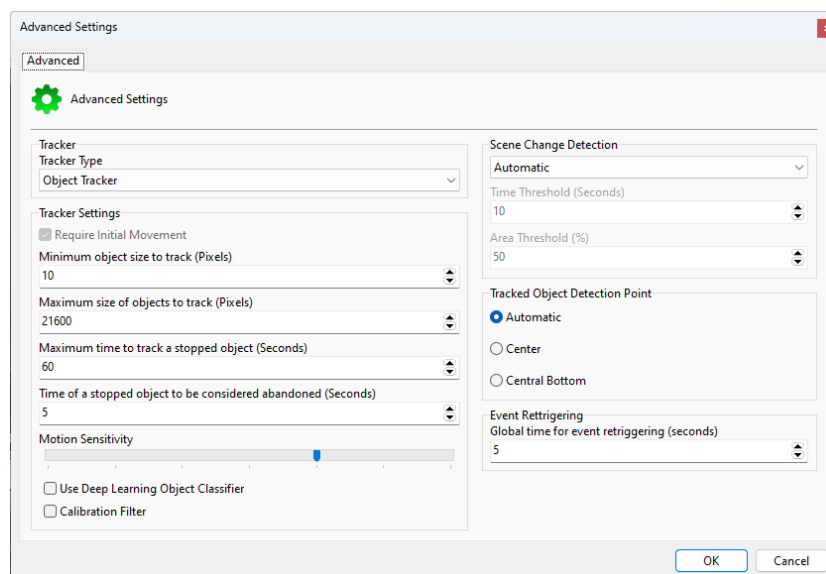 Advanced Settings
Advanced
Advanced Settings
Tracker
Tracker Type
Object Tracker
Tracker Settings
Require Initial Movement
Minimum object size to track (Pixels)
10
Maximum size of objects to track (Pixels)
21600
Maximum time to track a stopped object (Seconds)
60
Time of a stopped object to be considered abandoned (Seconds)
5
Motion Sensitivity
Use Deep Learning Object Classifier
Calibration Filter
Scene Change Detection
Automatic
Time Threshold (Seconds)
10
Area Threshold (%)
50
Tracked Object Detection Point
Automatic
Center
Central Bottom
Event Rettrigering
Global time for event retriggering (seconds)
5
OK
Cancel